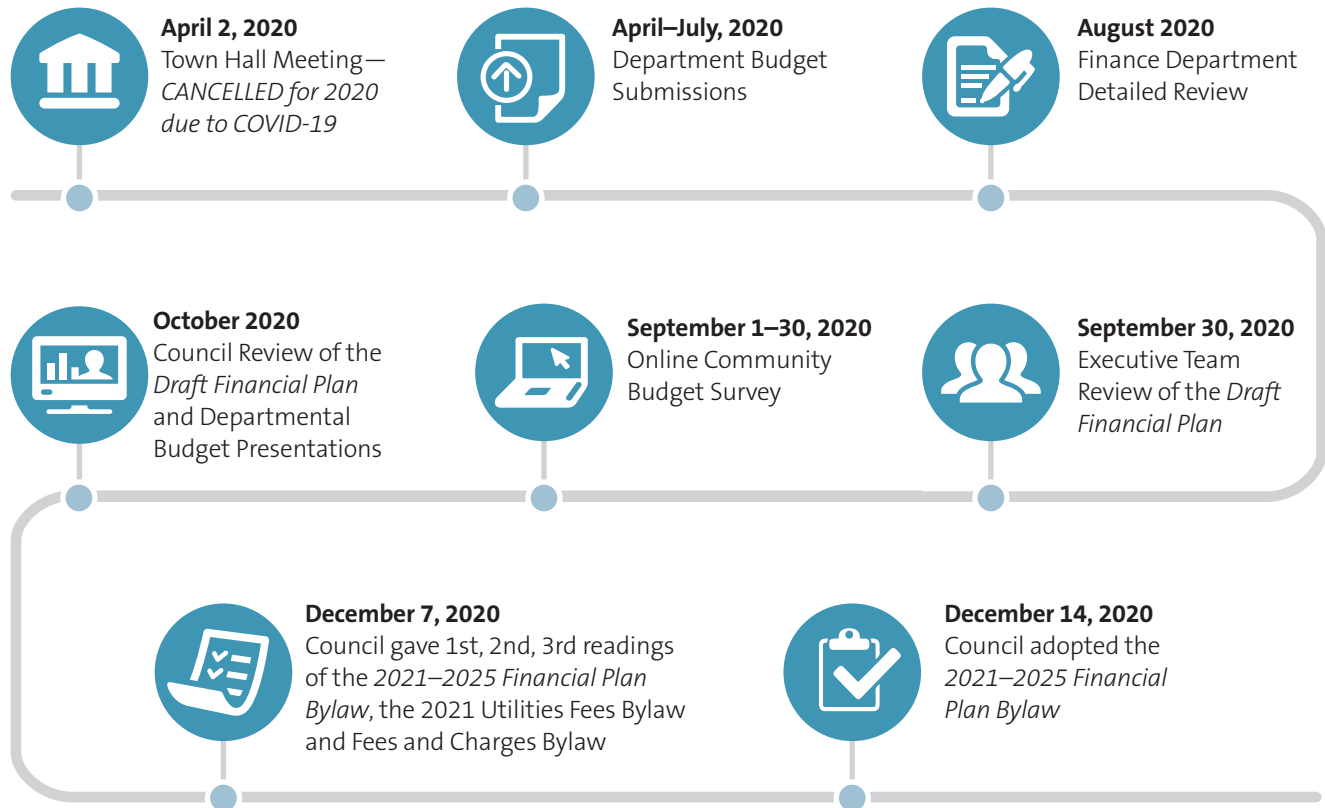 April 2, 2020
Town Hall Meeting—
CANCELLED for 2020
due to COVID-19
April–July, 2020
Department Budget
Submissions
August 2020
Finance Department
Detailed Review
October 2020
Council Review of the
Draft Financial Plan
and Departmental
Budget Presentations
September 1–30, 2020
Online Community
Budget Survey
September 30, 2020
Executive Team
Review of the Draft
Financial Plan
December 7, 2020
Council gave 1st, 2nd, 3rd readings
of the 2021–2025 Financial Plan
Bylaw, the 2021 Utilities Fees Bylaw
and Fees and Charges Bylaw
December 14, 2020
Council adopted the
2021–2025 Financial
Plan Bylaw